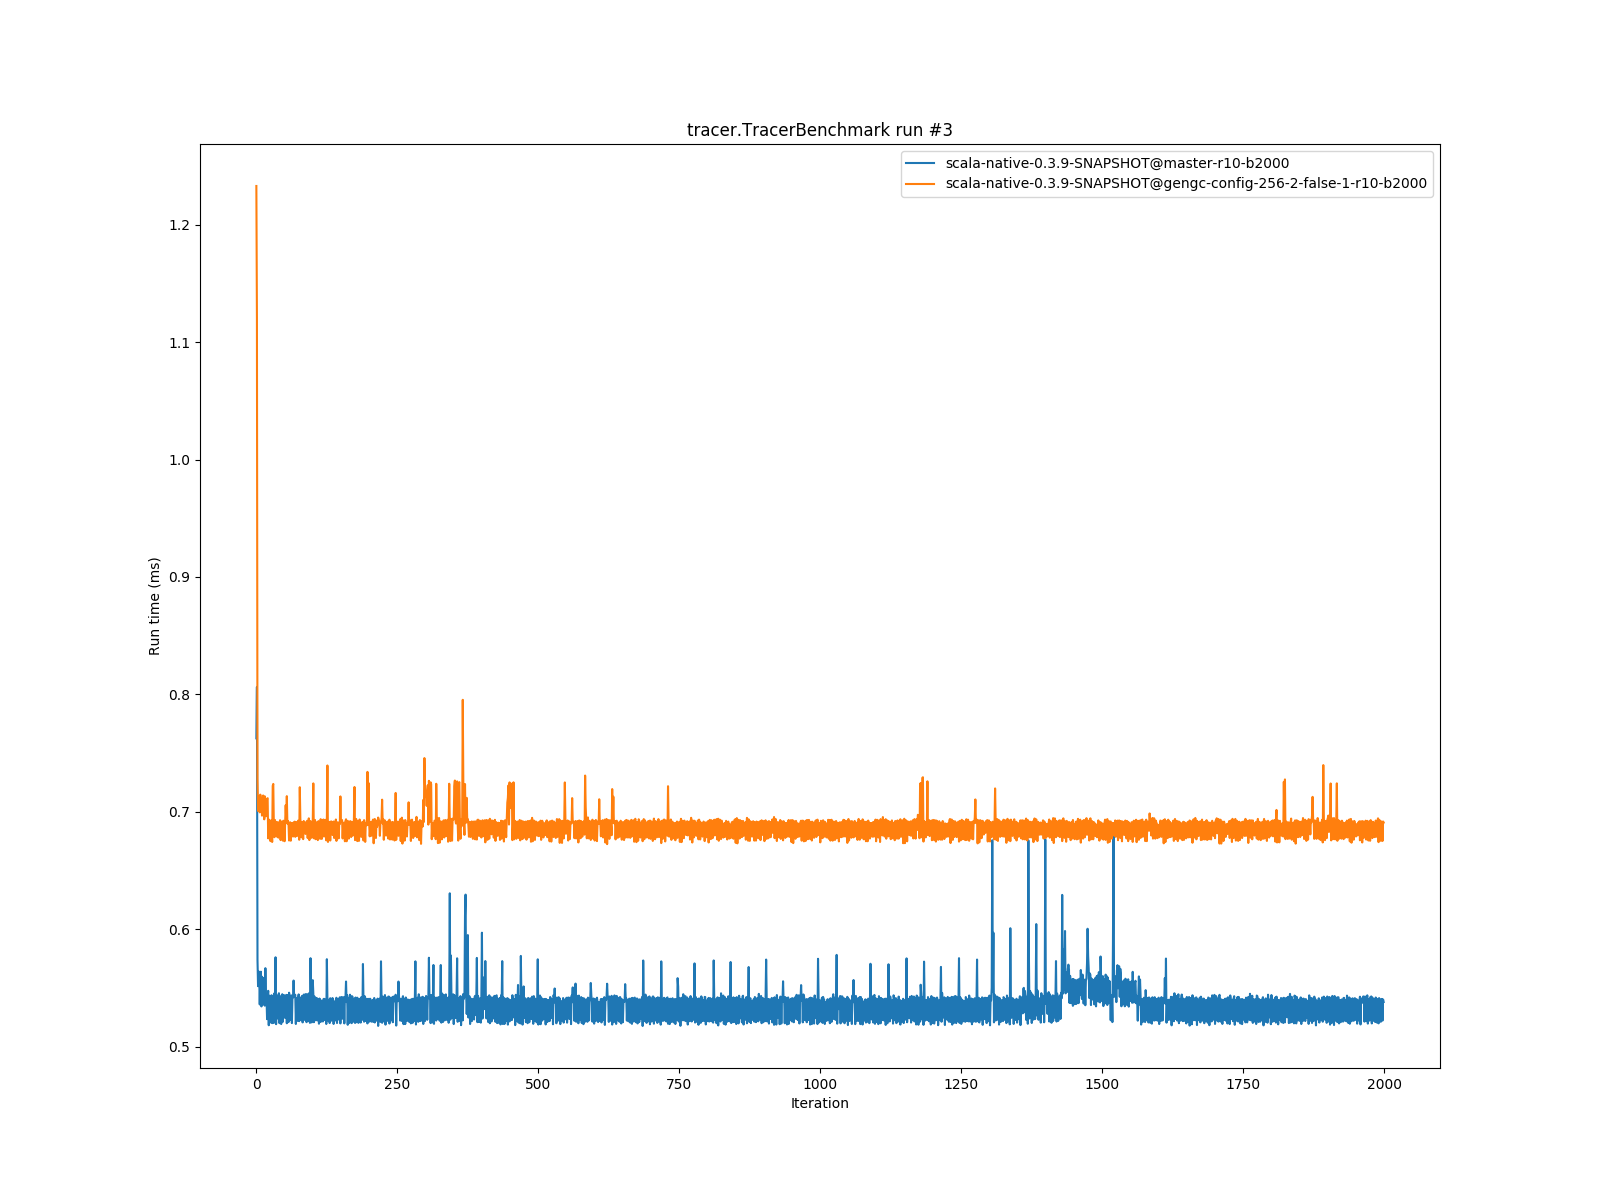 tracer.TracerBenchmark run #3
scala-native-0.3.9-SNAPSHOT@master-r10-b2000
scala-native-0.3.9-SNAPSHOT@gengc-config-256-2-false-1-r10-b2000
1.2
1.1
1.0
0.9
0.8
0.7
0.6
0.5
Run time (ms)
0 250 500 750 1000 1250 1500 1750 2000
Iteration